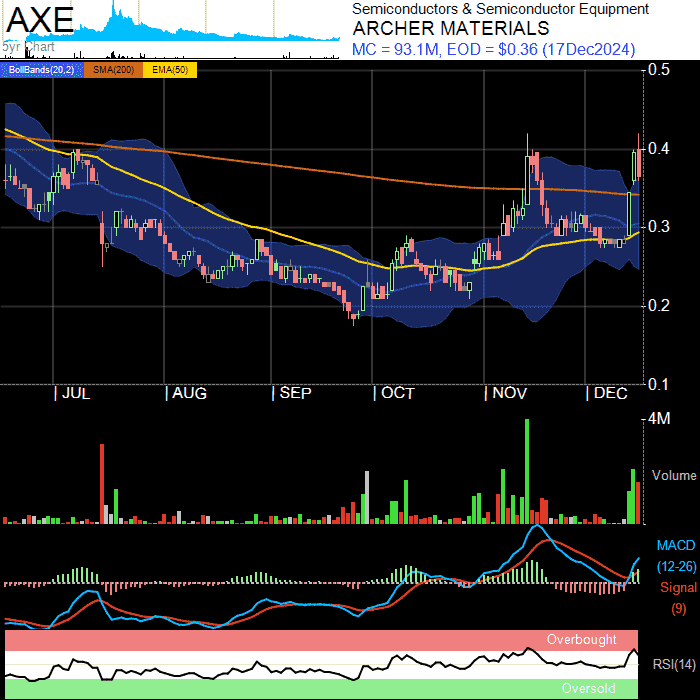 AXE
5yr Chart
Semiconductors & Semiconductor Equipment
ARCHER MATERIALS
MC = 93.1M, EOD = $0.36 (17Dec2024)
BollBands(20,2) SMA(200) EMA(50)
0.5
0.4
0.3
0.2
0.1
| JUL | AUG | SEP | OCT | NOV | DEC
4M
Volume
MACD
(12-26)
Signal
(9)
Overbought
RSI(14)
Oversold